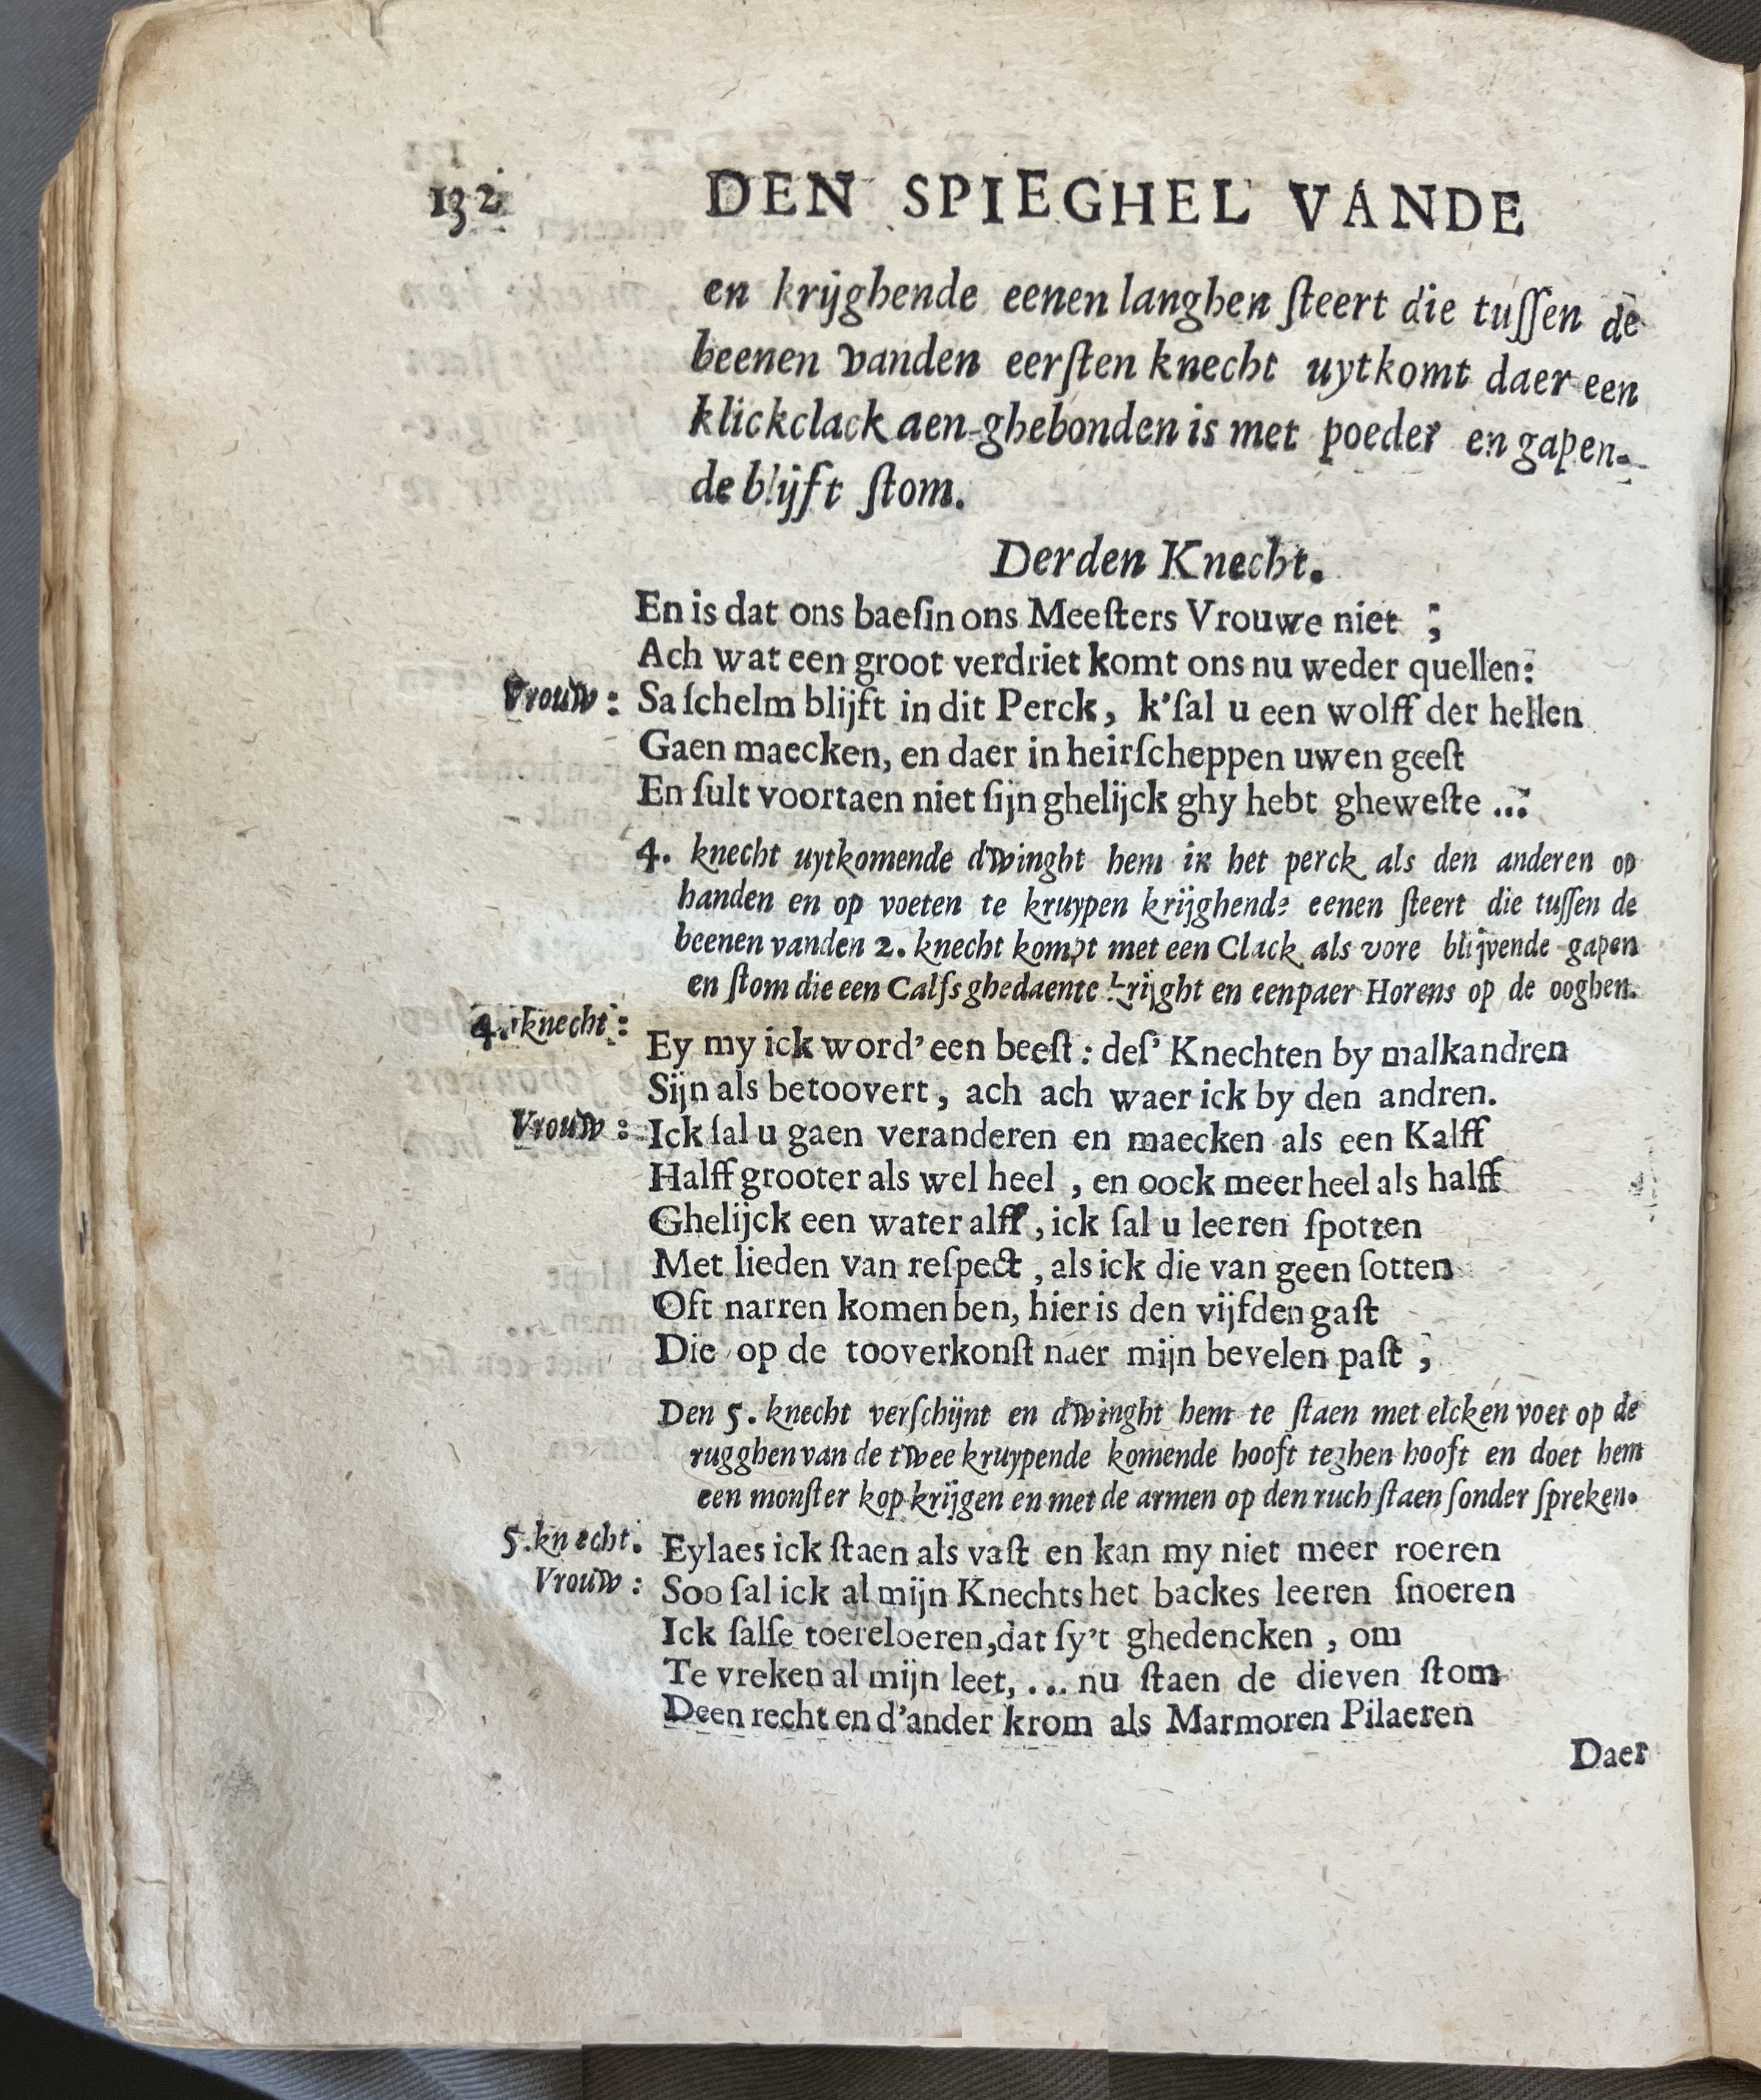 132 DEN SPIEGHEL VANDE
en krijghende eenen langhen ſteert die tuſſen de
beenen vanden eerſten knecht uytkomt daer een
klickclack aen-ghebonden is met poeder en gapen-
de blijft ſtom.
Derden Knecht.
En is dat ons baeſin ons Meeſters Vrouwe niet ;
Ach wat een groot verdriet komt ons nu weder quellen:
Vrouw : Sa ſchelm blijft in dit Perck, k'ſal u een wolff der hellen
Gaen maecken, en daer in heirſcheppen uwen geeſt
En ſult voortaen niet ſijn ghelijck ghy hebt gheweſte ...
4. knecht uytkomende dwinght hem in het perck als den anderen op
handen en op voeten te kruypen krijghende eenen ſteert die tuſſen de
beenen vanden 2. knecht kompt met een Clack als vore blijvende gapen
en ſtom die een Calfs ghedaente krijght en eenpaer Horens op de ooghen.
4. knecht : Ey my ick word' een beeſt : deſ' Knechten by malkandren
Sijn als betoovert, ach ach waer ick by den andren.
Vrouw : Ick ſal u gaen veranderen en maecken als een Kalff
Halff grooter als wel heel , en oock meer heel als halff
Ghelijck een water alff , ick ſal u leeren ſpotten
Met lieden van reſpect , als ick die van geen ſotten
Oft narren komen ben, hier is den vijfden gaſt
Die op de tooverkonſt naer mijn bevelen paſt ;
Den 5. knecht verſchijnt en dwinght hem te ſtaen met elcken voet op de
rugghen van de twee kruypende komende hooft teghen hooft en doet hem
een monſter kop krijgen en met de armen op den ruch ſtaen ſonder ſpreken.
5. knecht. Eylaes ick ſtaen als vaſt en kan my niet meer roeren
Vrouw : Soo ſal ick al mijn Knechts het backes leeren ſnoeren
Ick ſalſe toereloeren, dat ſy't ghedencken , om
Te vreken al mijn leet, ... nu ſtaen de dieven ſtom
Deen recht en d'ander krom als Marmoren Pilaeren
Daer